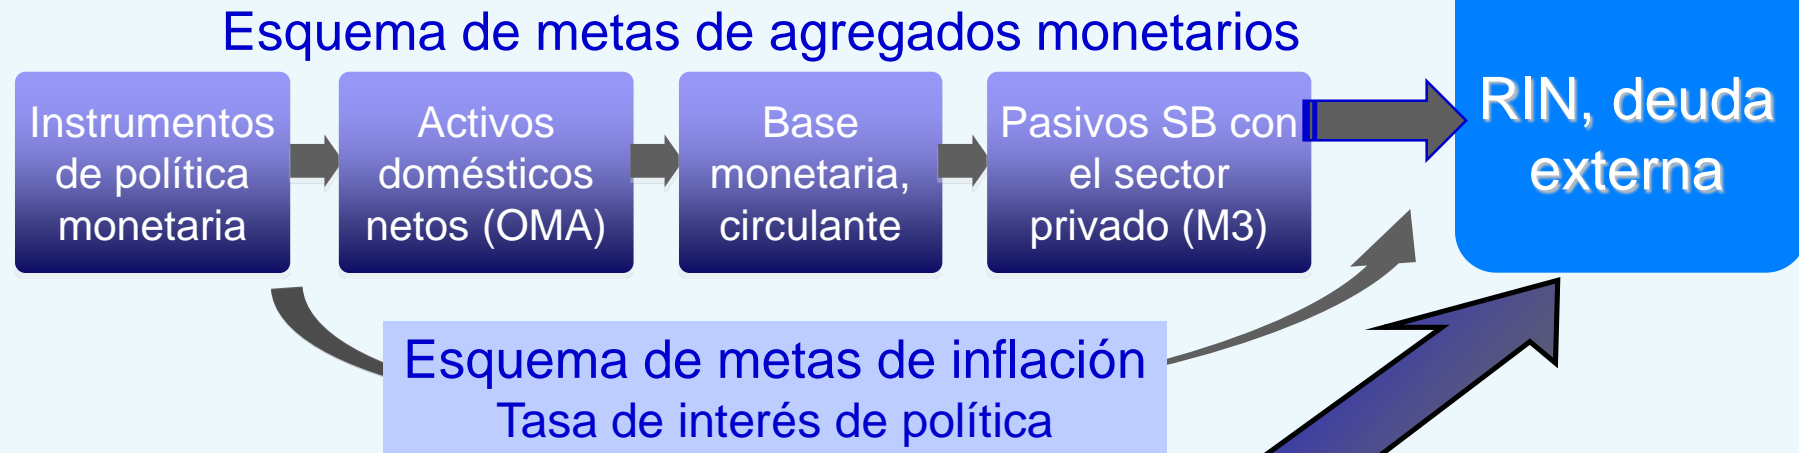 Esquema de metas de agregados monetarios
Instrumentos
de política
monetaria
Activos
domésticos
netos (OMA)
Base
monetaria,
circulante
Pasivos SB con
el sector
privado (M3)
RIN, deuda
externa
Esquema de metas de inflación
Tasa de interés de política